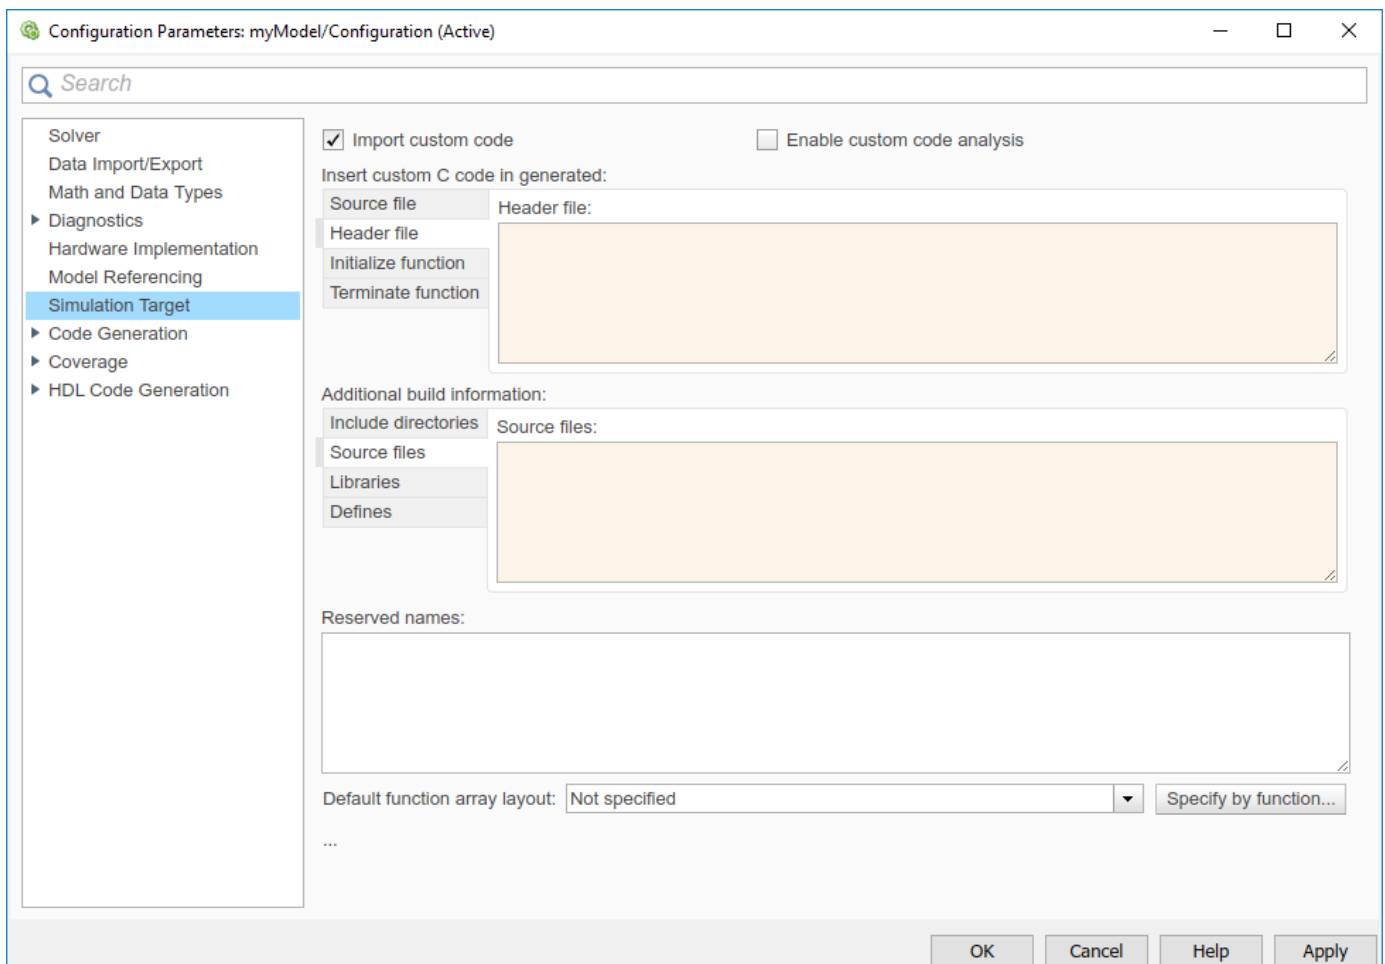 Configuration Parameters: myModel/Configuration (Active)
Search
Solver
Data Import/Export
Math and Data Types
Diagnostics
Hardware Implementation
Model Referencing
Simulation Target
Code Generation
Coverage
HDL Code Generation
Import custom code
Enable custom code analysis
Insert custom C code in generated:
Source file
Header file
Initialize function
Terminate function
Header file:
Additional build information:
Include directories
Source files
Libraries
Defines
Source files:
Reserved names:
Default function array layout: Not specified
Specify by function...
...
OK
Cancel
Help
Apply